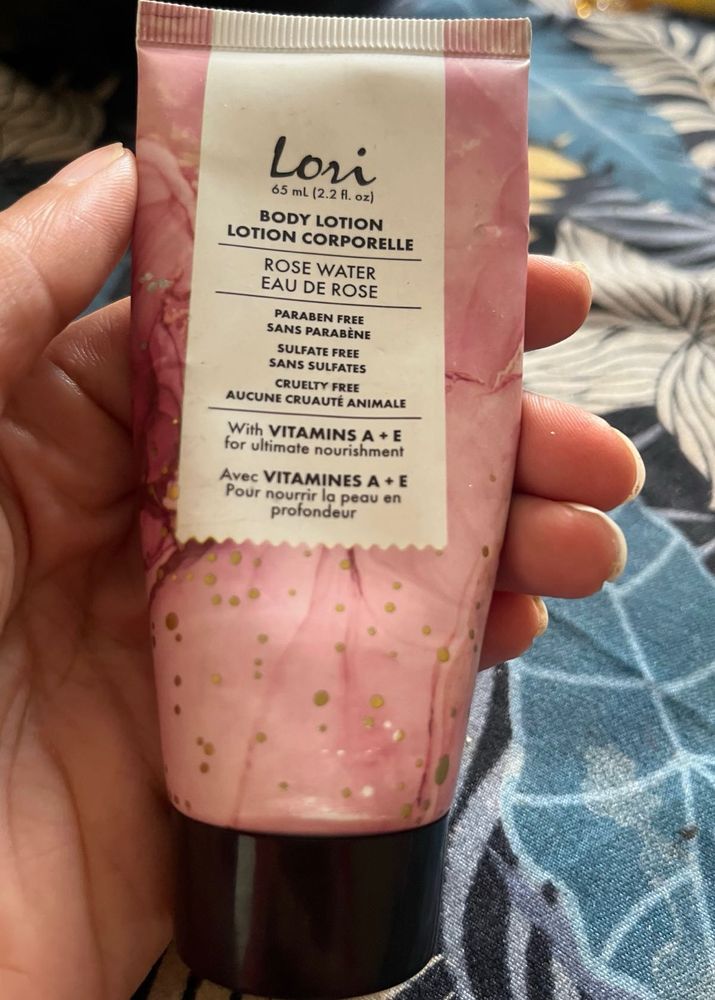 Lori
65 mL (2.2 fl. oz)
BODY LOTION
LOTION CORPORELLE
ROSE WATER
EAU DE ROSE
PARABEN FREE
SANS PARABÈNE
SULFATE FREE
SANS SULFATES
CRUELTY FREE
AUCUNE CRUAUTÉ ANIMALE
With VITAMINS A + E
for ultimate nourishment
Avec VITAMINES A + E
Pour nourrir la peau en
profondeur